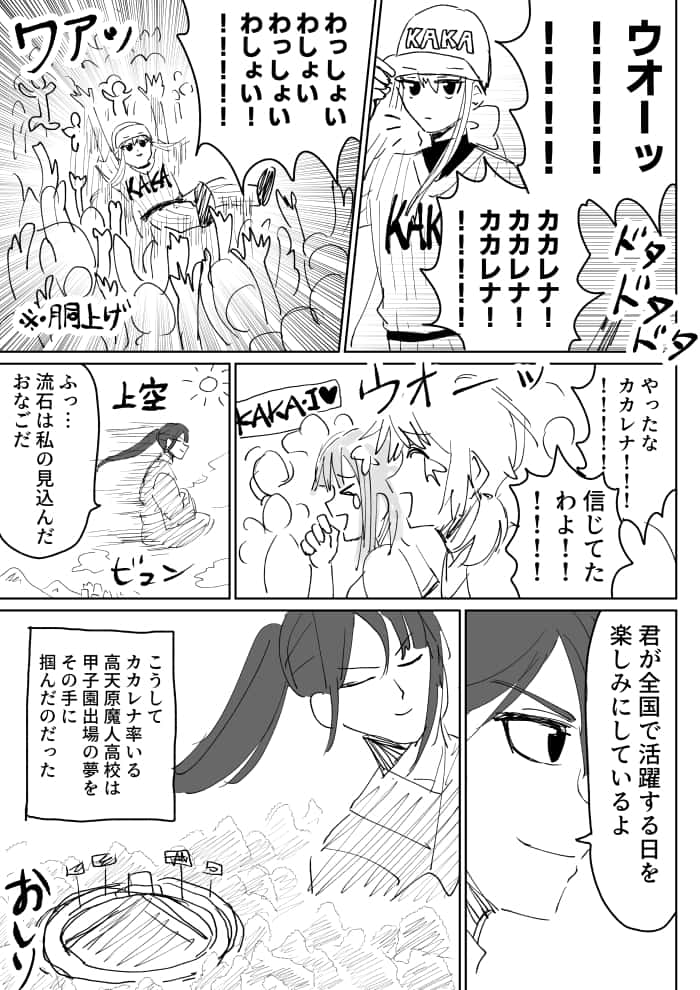 ウオーッ
！！！！！
KAKA
KAK
カカレナ！
カカレナ！
カカレナ！
！！！！！
ドタ
ドタ
ドタ
わっしょい
わしょい
わっしょい
わしょい！
！！！！！！
ワアッ
KAKA
※胴上げ
やったな
カカレナ！！！
！！！！！！
信じてた
わよ！！
！！！！！
ウオーッ
KAKA・I♥
上空
ふっ…
流石は私の見込んだ
おなごだ
ビュン
君が全国で活躍する日を
楽しみにしているよ
こうして
カカレナ率いる
高天原魔人高校は
甲子園出場の夢を
その手に
掴んだのだった
おしり